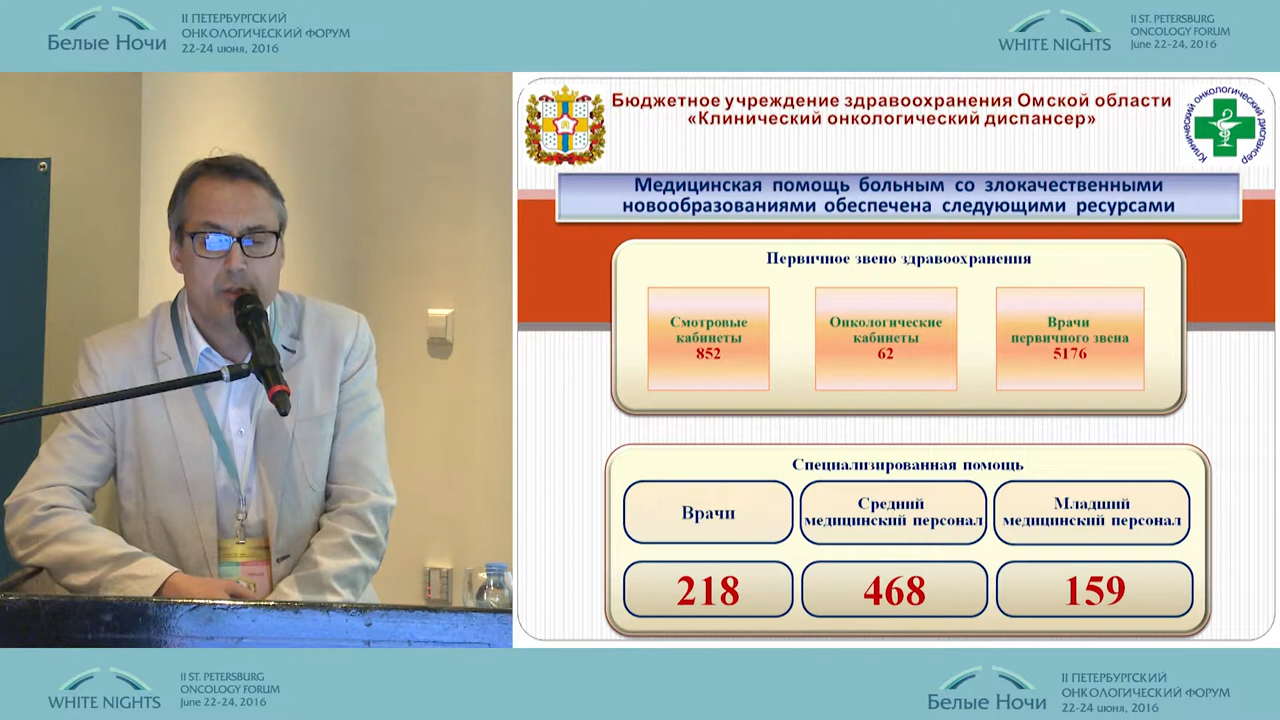 Белые Ночи
II ПЕТЕРБУРГСКИЙ
ОНКОЛОГИЧЕСКИЙ ФОРУМ
22-24 июня, 2016
WHITE NIGHTS
II ST. PETERSBURG
ONCOLOGY FORUM
June 22-24, 2016
Бюджетное учреждение здравоохранения Омской области
«Клинический онкологический диспансер»
Клинический онкологический диспансер
Медицинская помощь больным со злокачественными
новообразованиями обеспечена следующими ресурсами
Первичное звено здравоохранения
Смотровые
кабинеты
852
Онкологические
кабинеты
62
Врачи
первичного звена
5176
Специализированная помощь
Врачи
Средний
медицинский персонал
Младший
медицинский персонал
218
468
159
WHITE NIGHTS
II ST. PETERSBURG
ONCOLOGY FORUM
June 22-24, 2016
Белые Ночи
II ПЕТЕРБУРГСКИЙ
ОНКОЛОГИЧЕСКИЙ ФОРУМ
22-24 июня, 2016